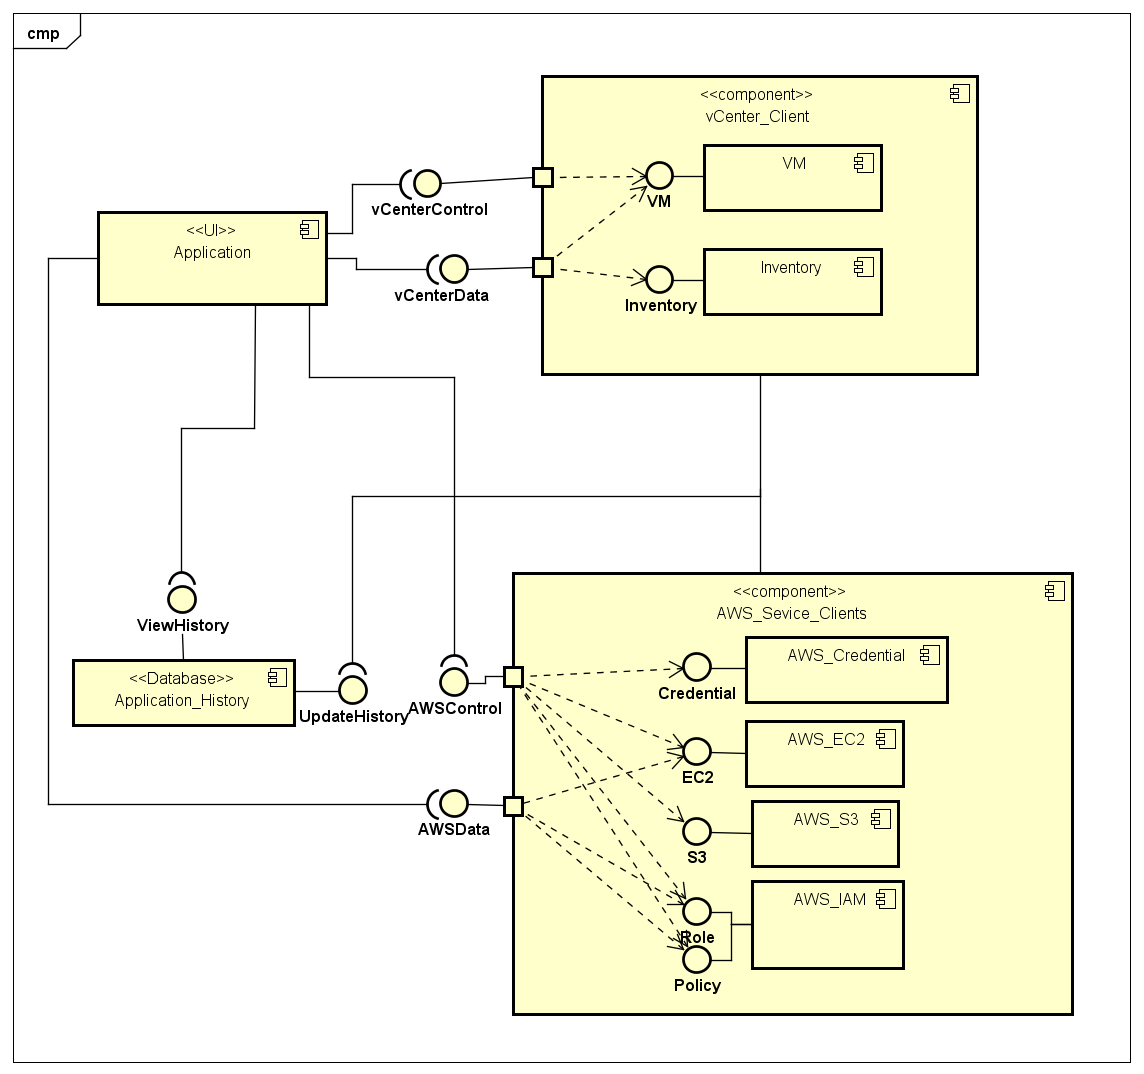 cmp
<<component>>
vCenter_Client
VM
vCenterControl
VM
<<UI>>
Application
vCenterData
Inventory
Inventory
<<component>>
AWS_Sevice_Clients
ViewHistory
AWS_Credential
Credential
<<Database>>
Application_History
UpdateHistory
AWSControl
AWS_EC2
EC2
AWSData
AWS_S3
S3
AWS_IAM
Role
Policy